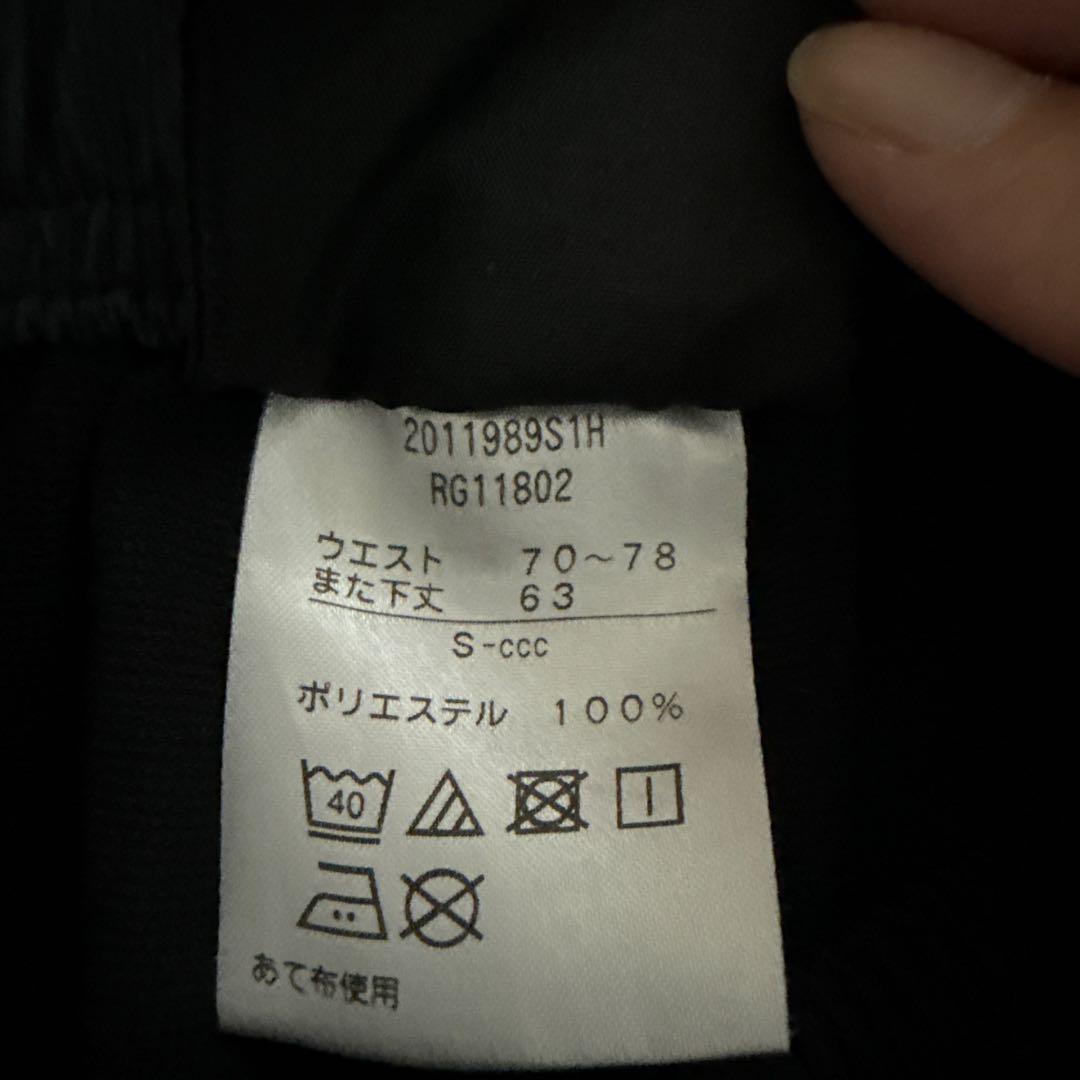 2011989S1H
RG11802
ウエスト 70～78
また下丈 63
S-ccc
ポリエステル 100%
40
あて布使用